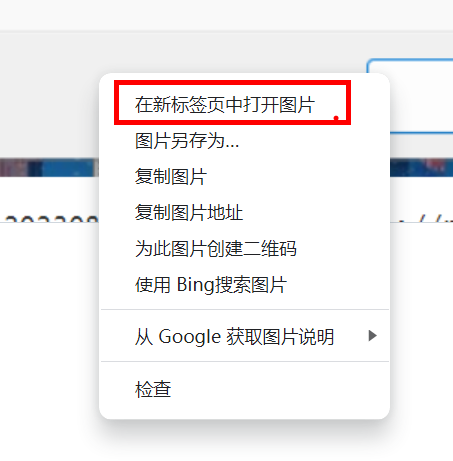 在新标签页中打开图片
图片另存为...
复制图片
复制图片地址
为此图片创建二维码
使用 Bing搜索图片
从 Google 获取图片说明
检查